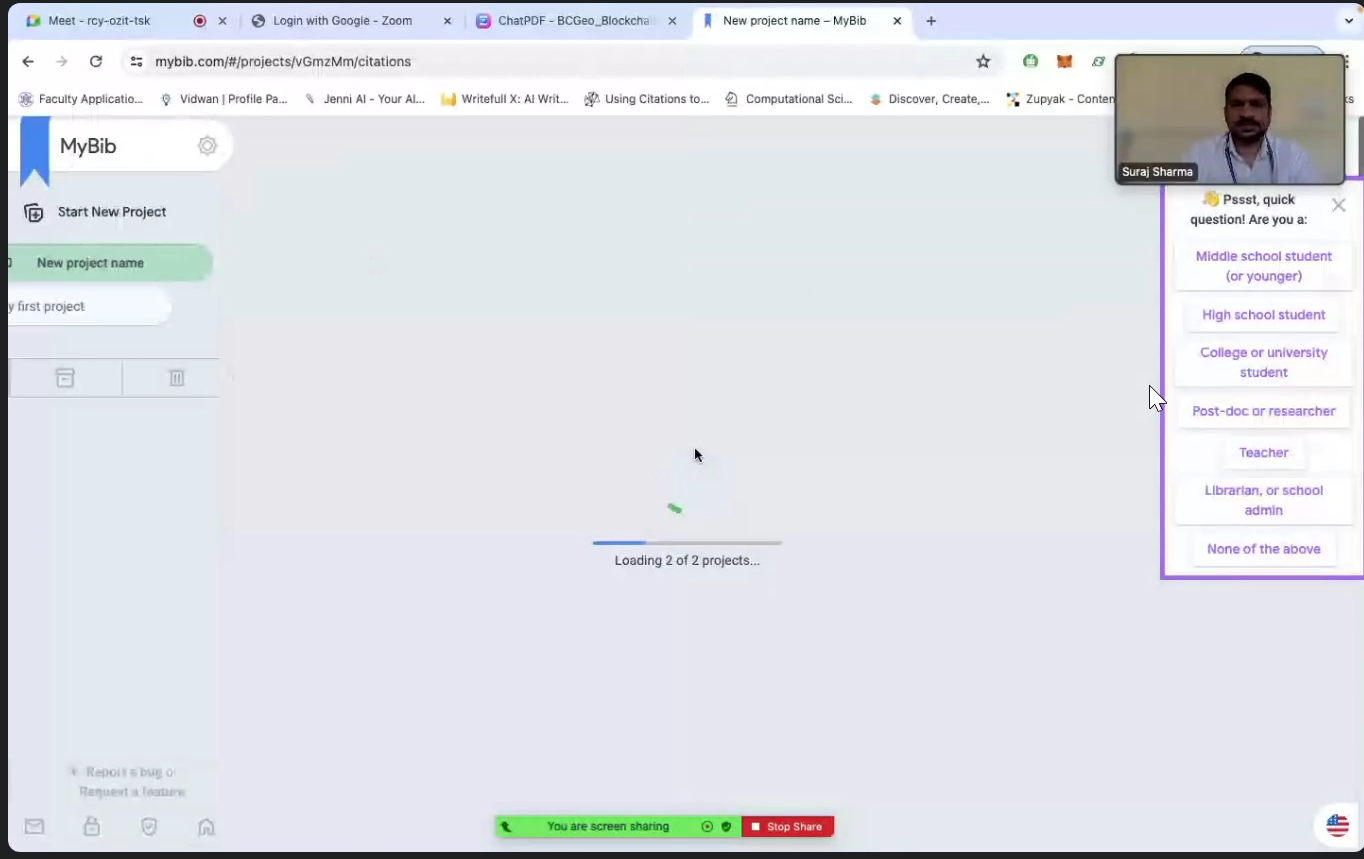 Meet - rcy-ozit-tsk
Login with Google - Zoom
ChatPDF - BCGeo_Blockcha
New project name – MyBib
mybib.com/#/projects/vGmzMm/citations
Faculty Applicatio...
Vidwan | Profile Pa...
Jenni AI - Your AI...
Writefull X: AI Writ...
Using Citations to...
Computational Sci...
Discover, Create,...
Zupyak - Conten
ks
MyBib
Suraj Sharma
Start New Project
New project name
y first project
👋 Pssst, quick
question! Are you a:
Middle school student
(or younger)
High school student
College or university
student
Post-doc or researcher
Teacher
Librarian, or school
admin
None of the above
Loading 2 of 2 projects...
Report a bug or
Request a feature
You are screen sharing
Stop Share